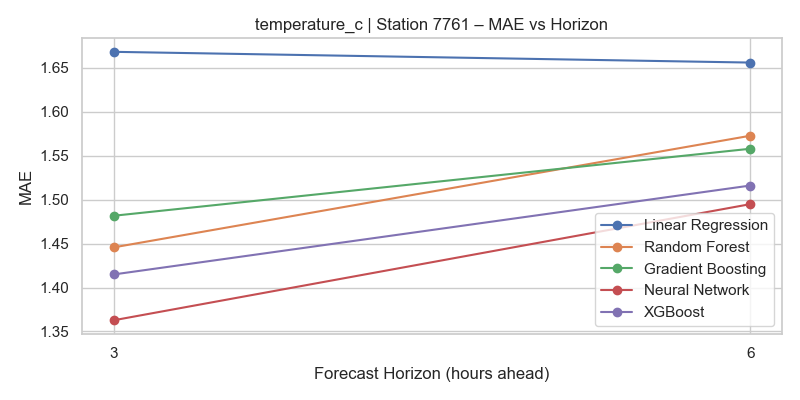 temperature_c | Station 7761 – MAE vs Horizon
MAE
1.65
1.60
1.55
1.50
1.45
1.40
1.35
Linear Regression
Random Forest
Gradient Boosting
Neural Network
XGBoost
3
6
Forecast Horizon (hours ahead)